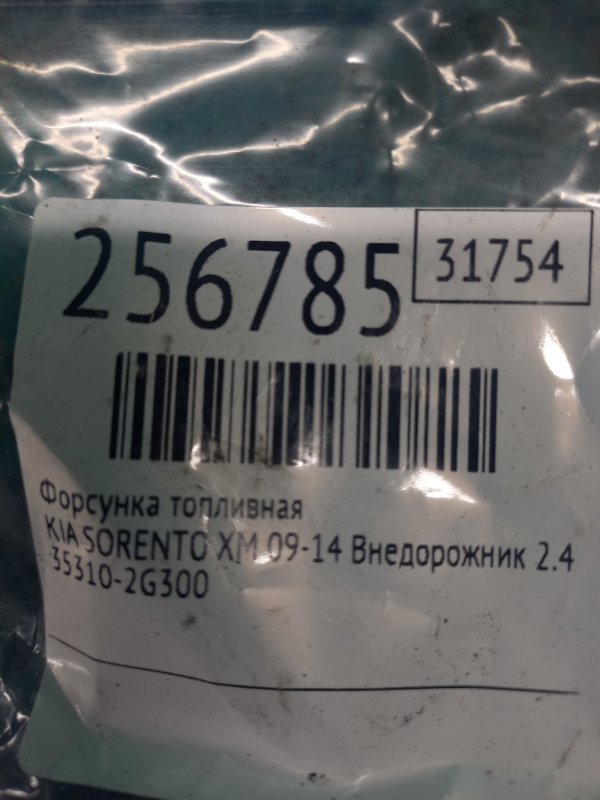 256785
31754
Форсунка топливная
KIA SORENTO XM 09-14 Внедорожник 2.4
35310-2G300